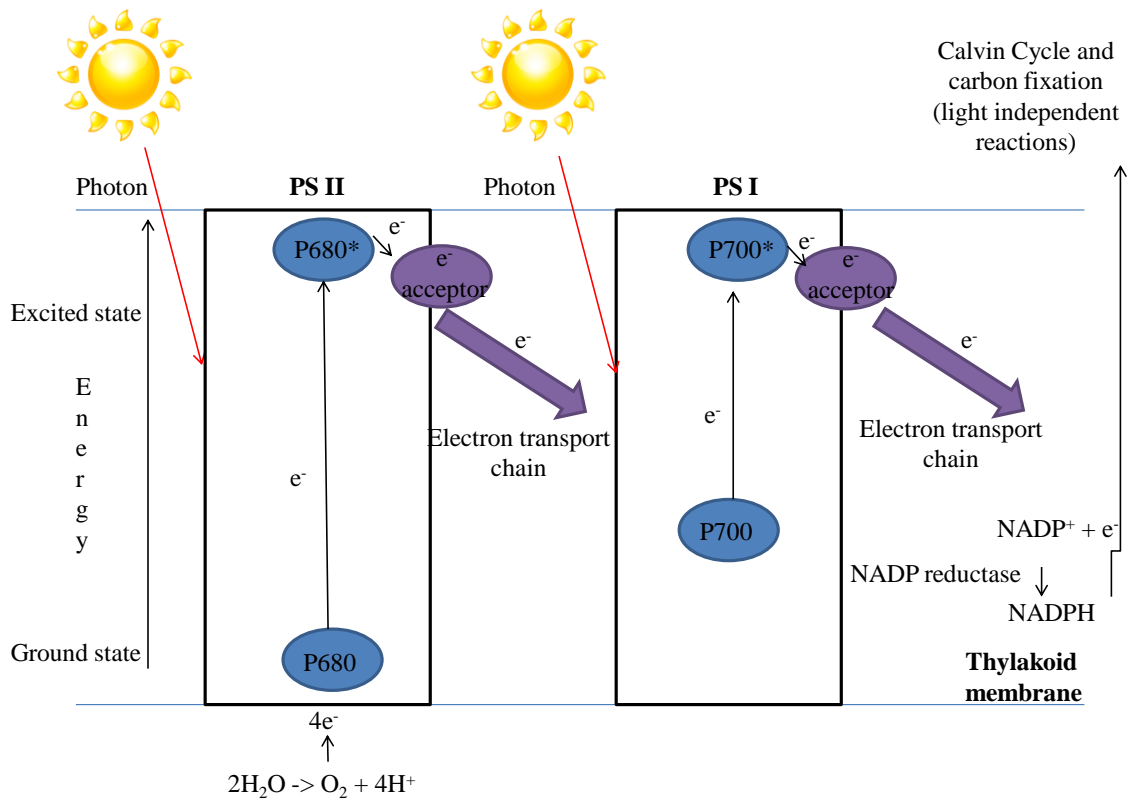 Calvin Cycle and
carbon fixation
(light independent
reactions)
Photon
PS II
Photon
PS I
P680*
e-
e-
acceptor
P700*
e-
e-
acceptor
Excited state
e-
e-
Energy
e-
e-
Electron transport
chain
Electron transport
chain
P700
NADP+ + e-
NADP reductase
NADPH
Ground state
P680
Thylakoid
membrane
4e-
2H₂O -> O₂ + 4H+